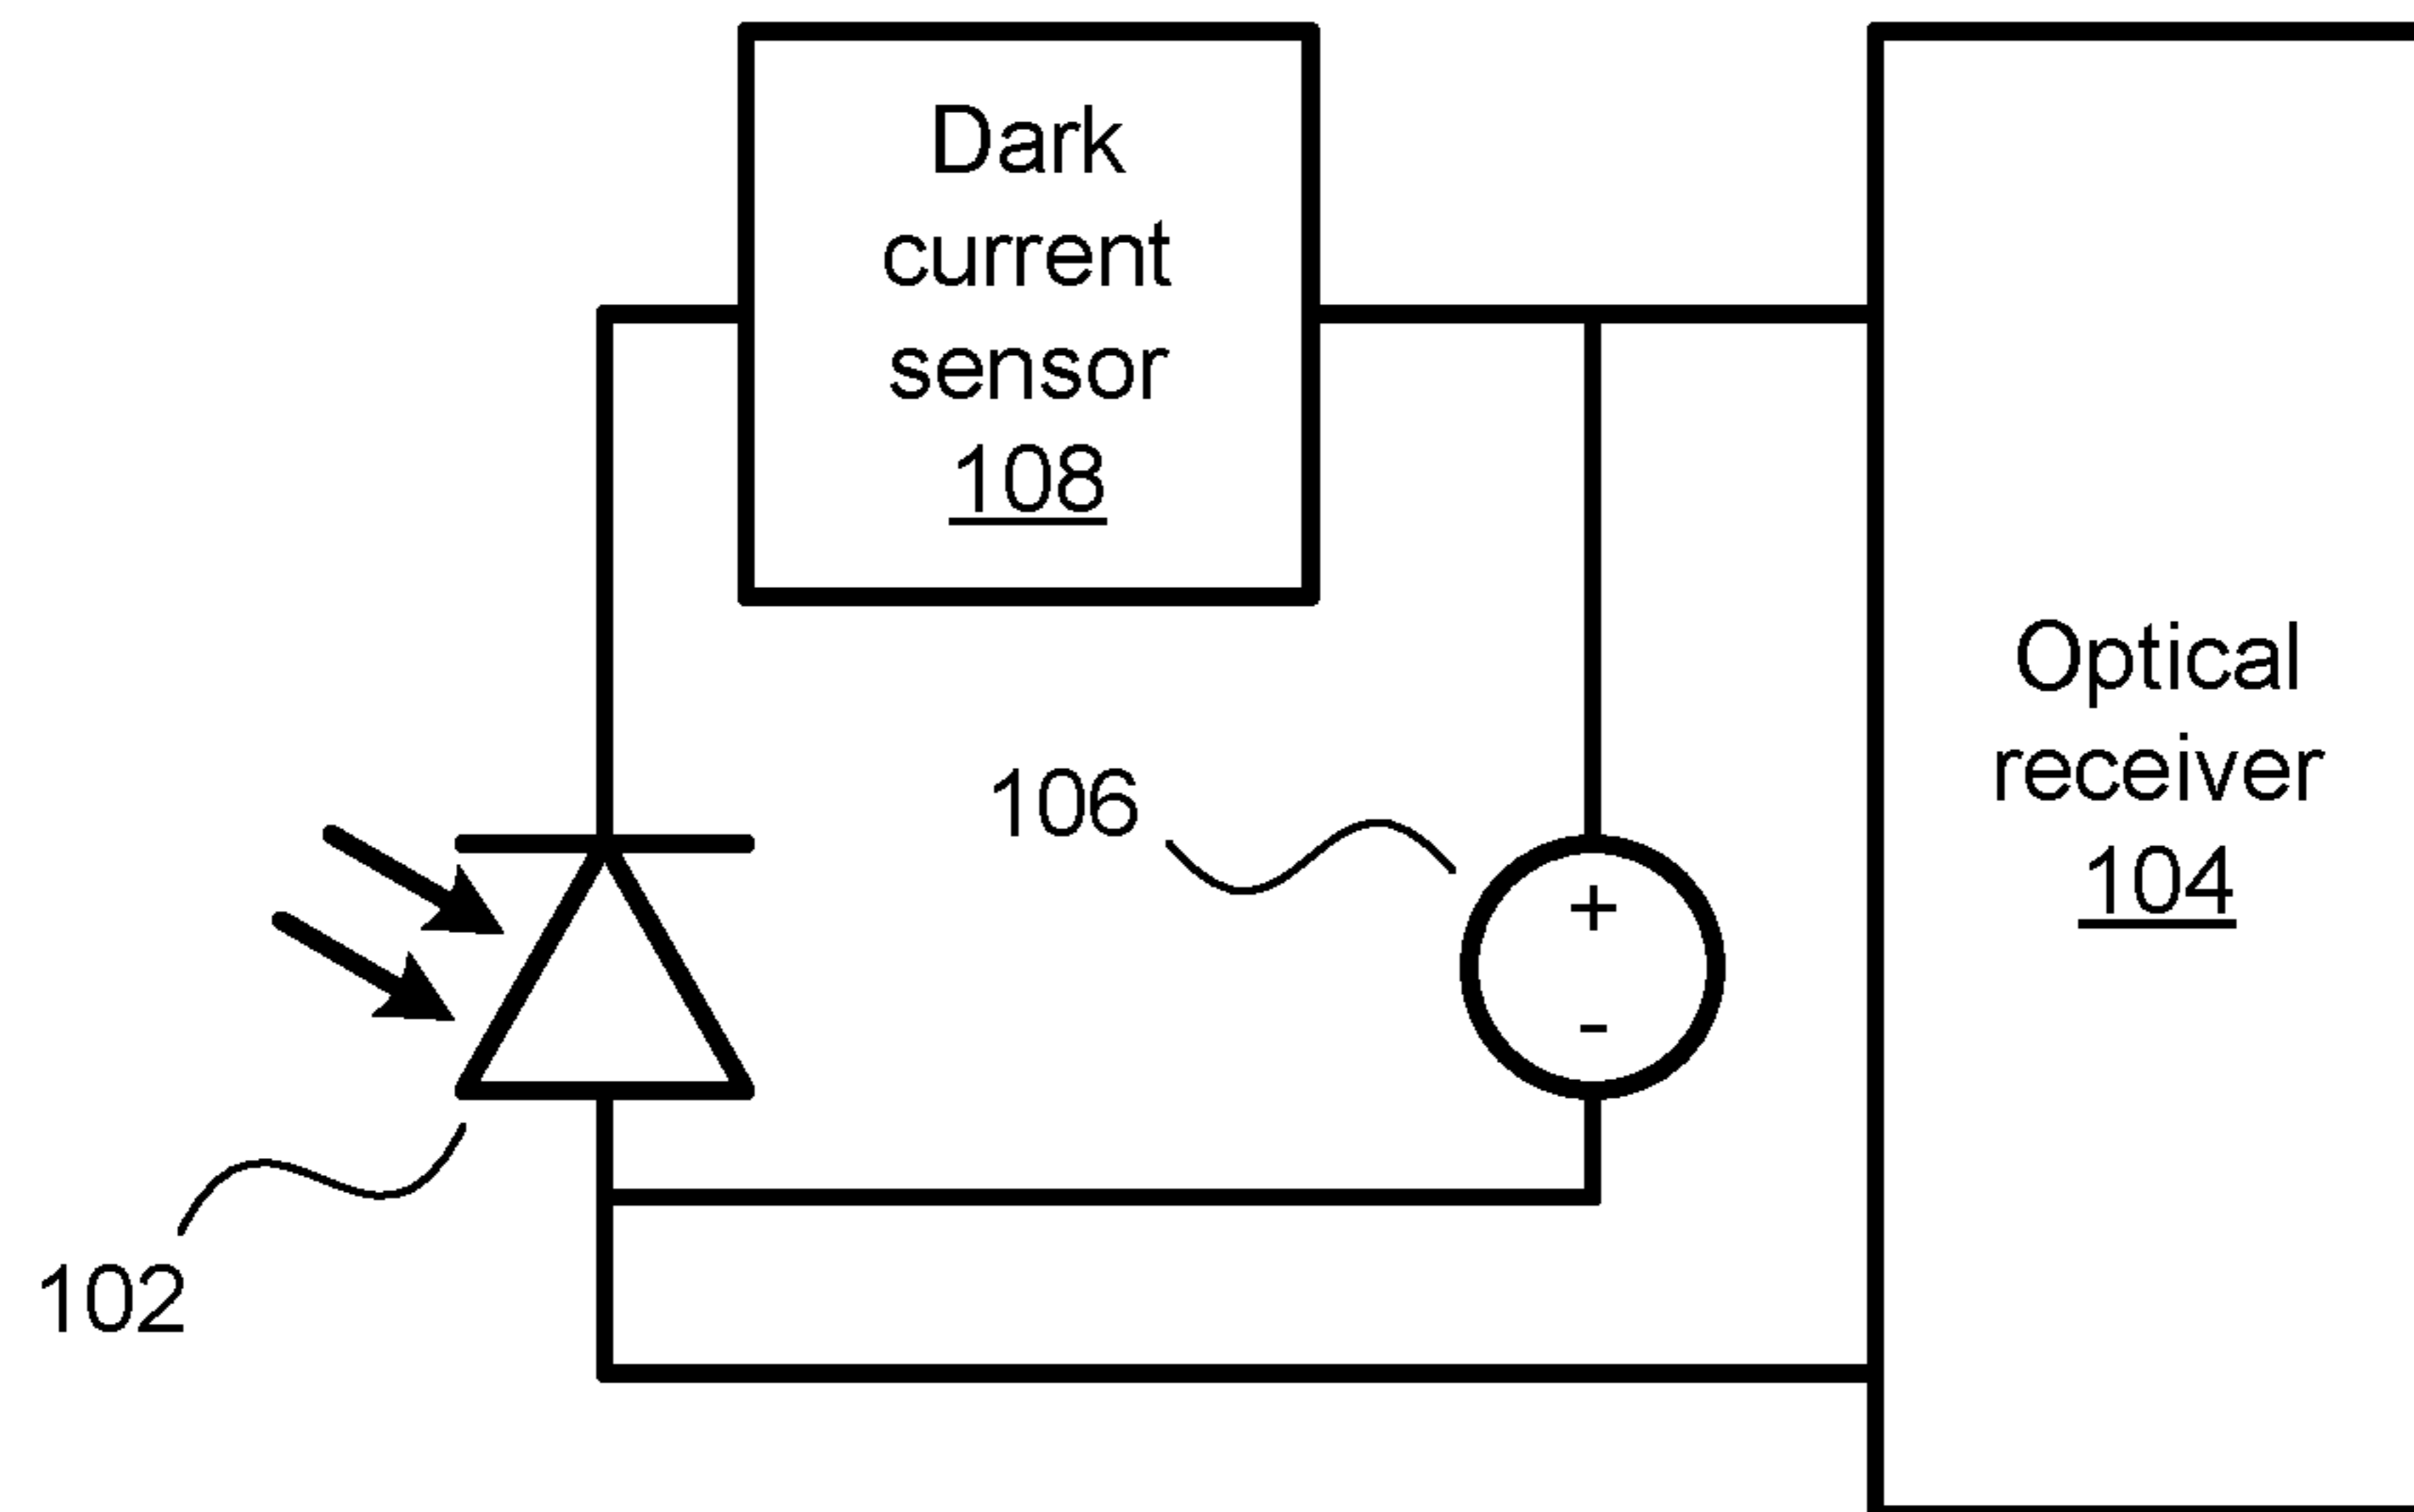 Dark
current
sensor
108
Optical
receiver
104
106
+
-
102